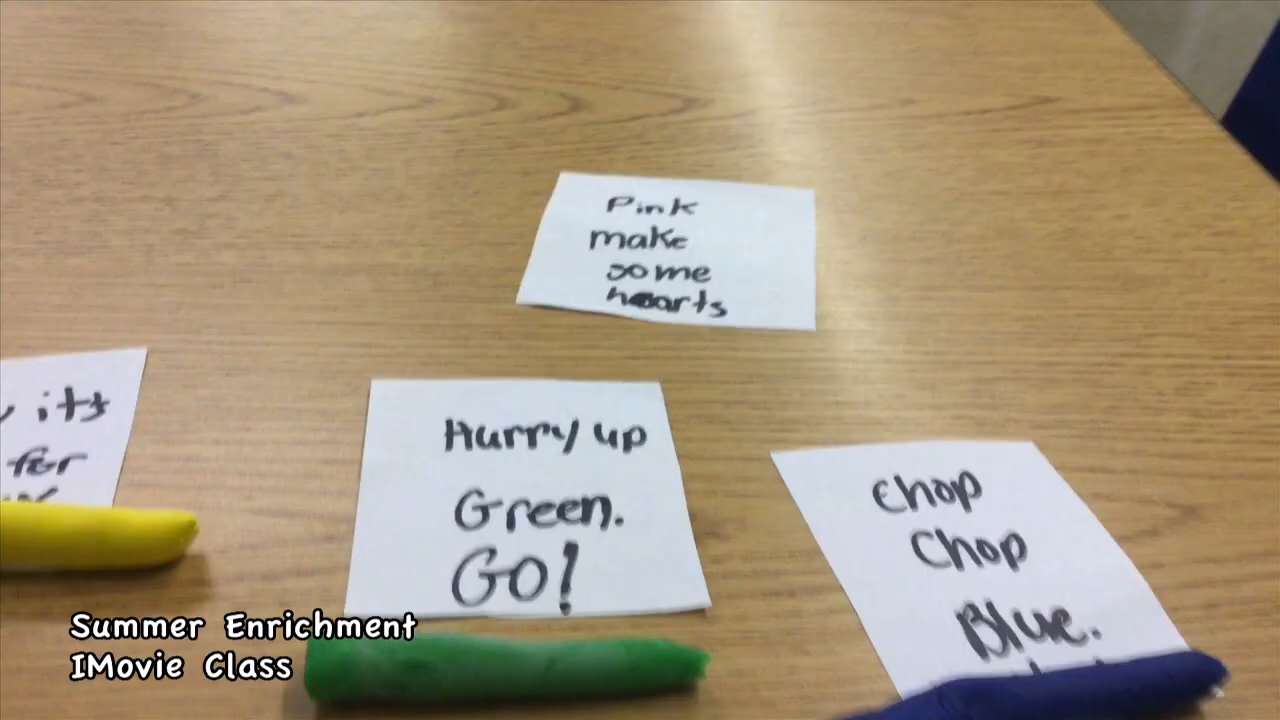 Pink
make
some
hearts
its
for
Hurry up
Green.
GO!
Chop
Chop
Blue.
Summer Enrichment
IMovie Class